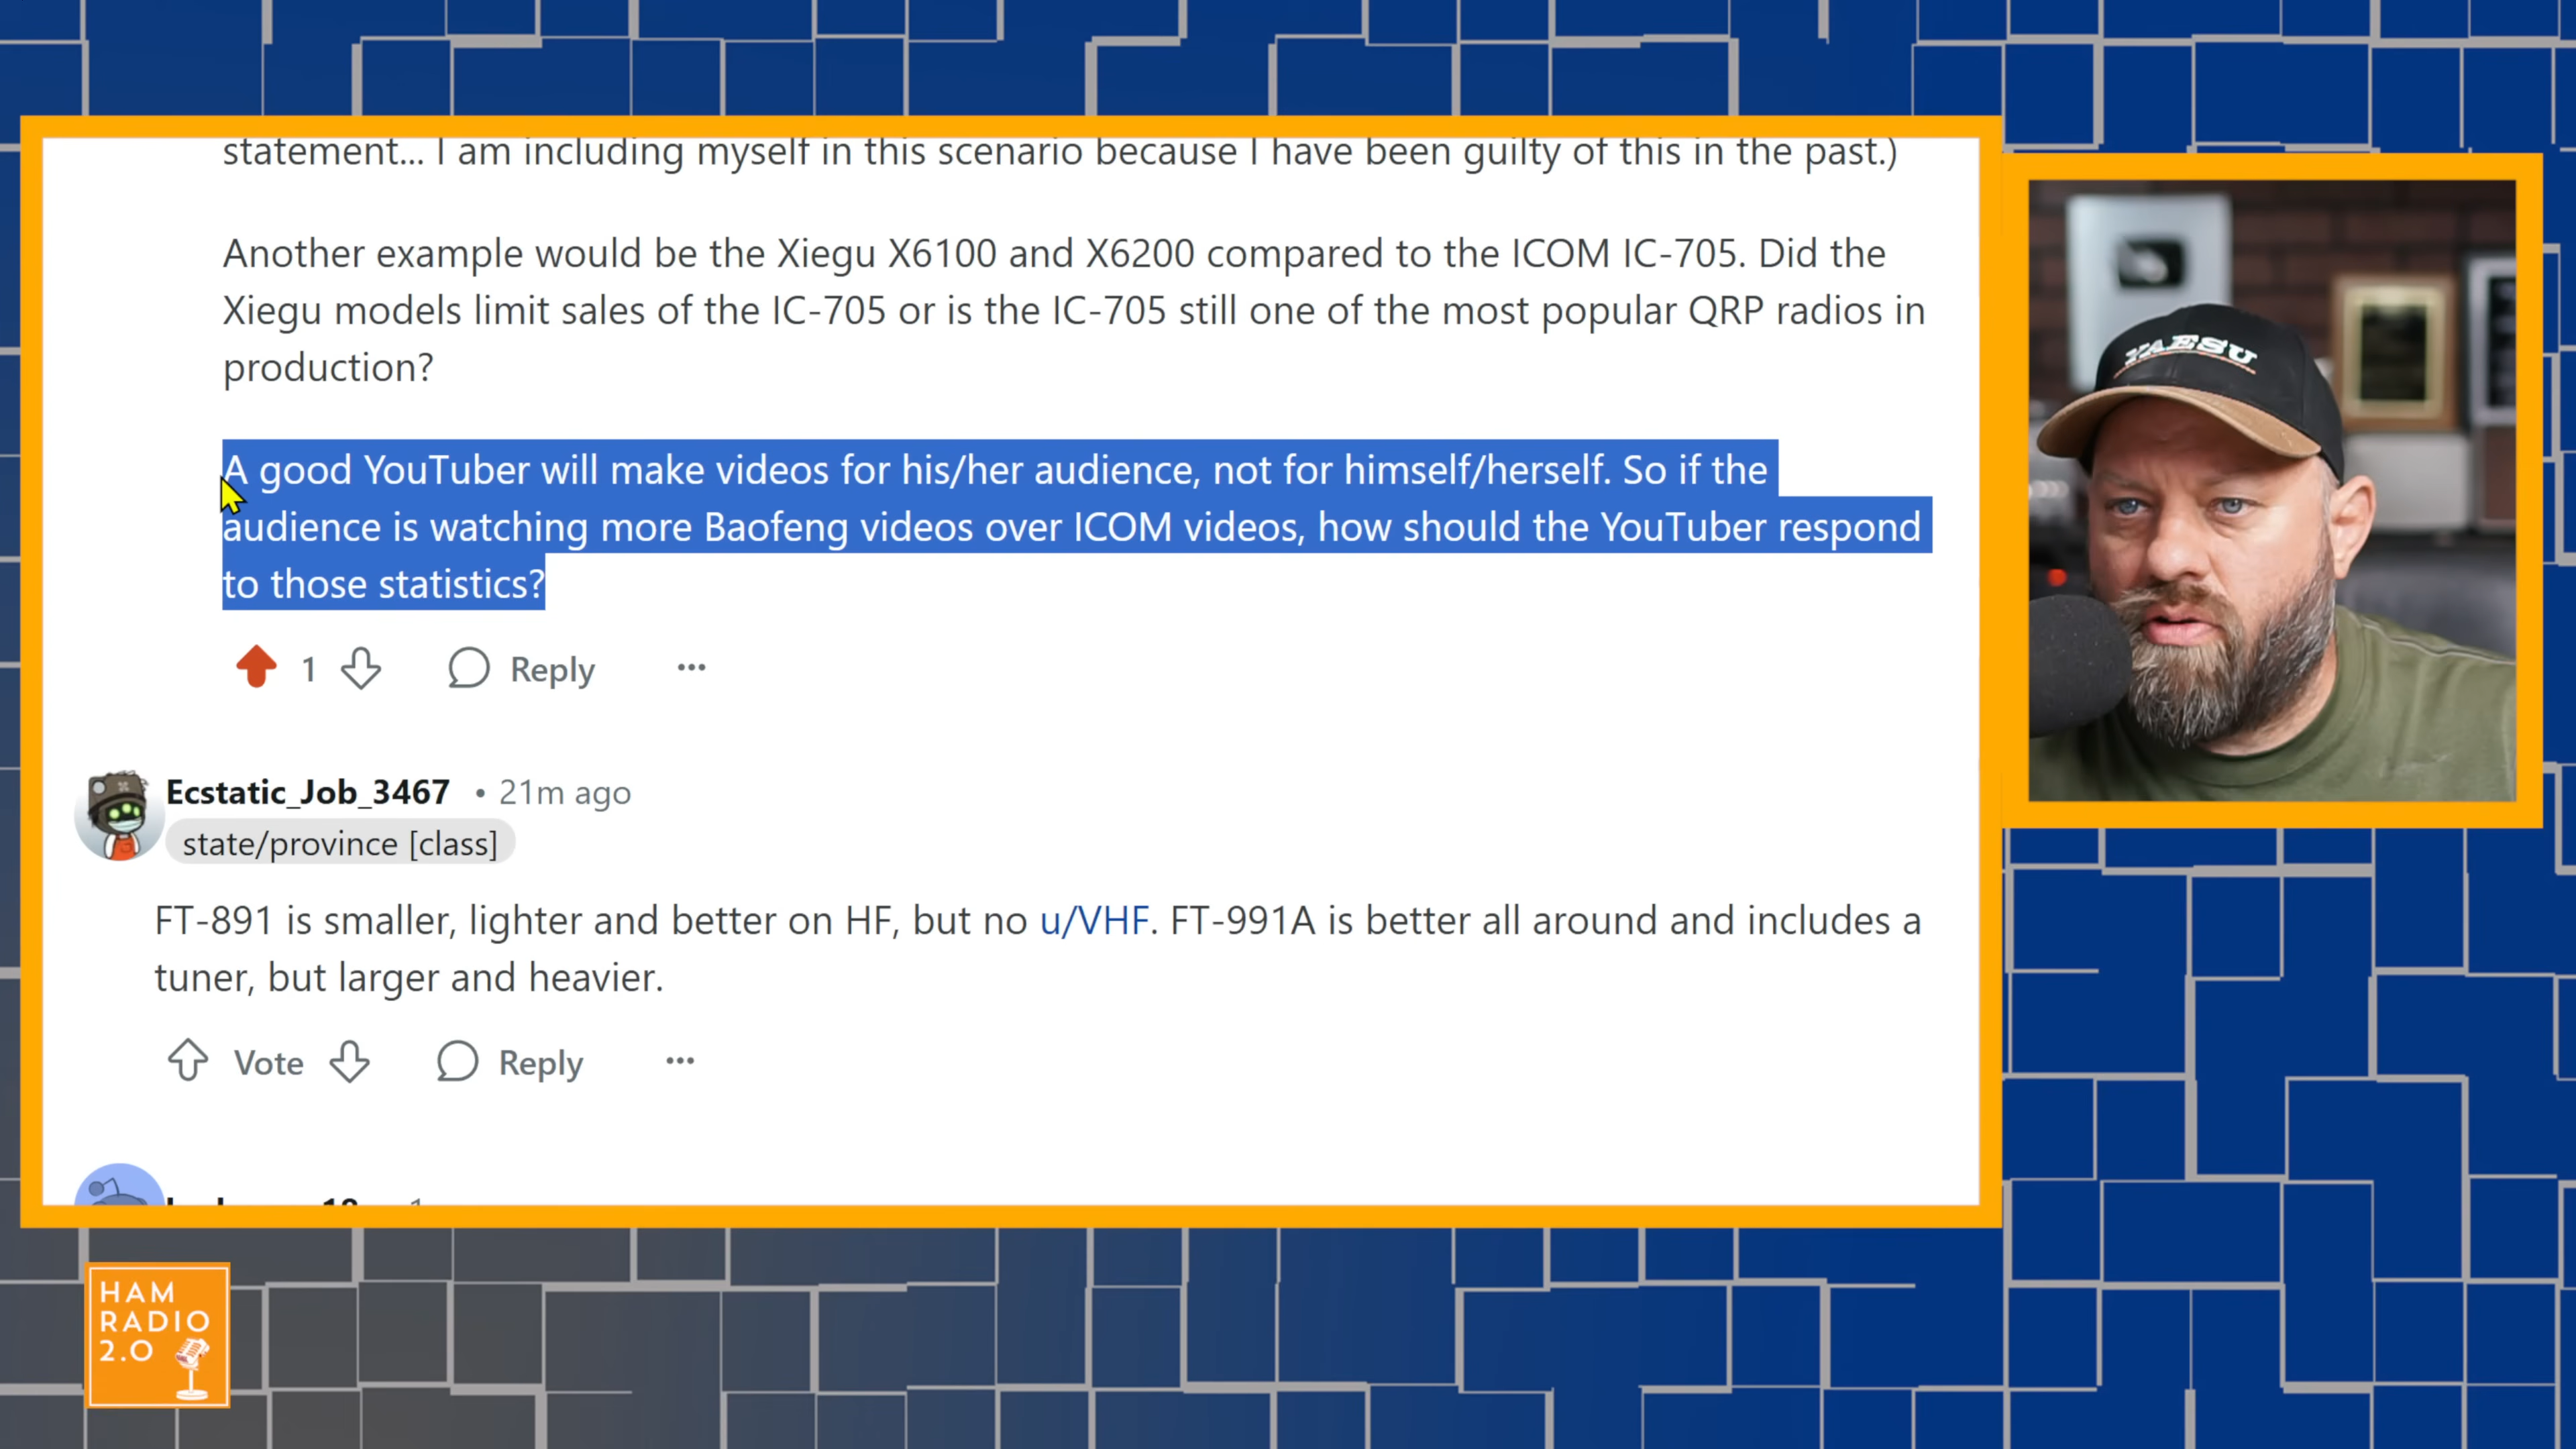 statement... I am including myself in this scenario because I have been guilty of this in the past.)
Another example would be the Xiegu X6100 and X6200 compared to the ICOM IC-705. Did the
Xiegu models limit sales of the IC-705 or is the IC-705 still one of the most popular QRP radios in
production?
A good YouTuber will make videos for his/her audience, not for himself/herself. So if the
audience is watching more Baofeng videos over ICOM videos, how should the YouTuber respond
to those statistics?
1
Reply
...
Ecstatic_Job_3467 • 21m ago
state/province [class]
FT-891 is smaller, lighter and better on HF, but no u/VHF. FT-991A is better all around and includes a
tuner, but larger and heavier.
Vote
Reply
...
YAESU
HAM
RADIO
2.0